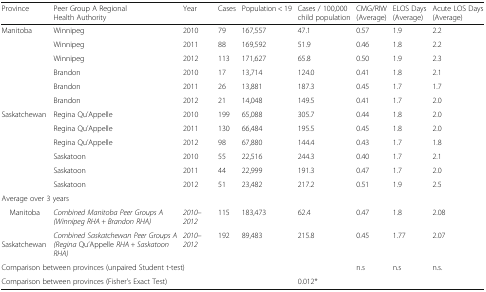 Province Peer Group A Regional Health Authority Year Cases Population < 19 Cases / 100,000 child population CMG/RIW (Average) ELOS Days (Average) Acute LOS Days (Average)
Manitoba Winnipeg 2010 79 167,557 47.1 0.57 1.9 2.2
Winnipeg 2011 88 169,592 51.9 0.46 1.8 2.2
Winnipeg 2012 113 171,627 65.8 0.50 1.9 2.3
Brandon 2010 17 13,714 124.0 0.41 1.8 2.1
Brandon 2011 26 13,881 187.3 0.45 1.7 1.7
Brandon 2012 21 14,048 149.5 0.41 1.7 2.0
Saskatchewan Regina Qu'Appelle 2010 199 65,088 305.7 0.44 1.8 2.0
Regina Qu'Appelle 2011 130 66,484 195.5 0.45 1.8 2.0
Regina Qu'Appelle 2012 98 67,880 144.4 0.43 1.7 1.8
Saskatoon 2010 55 22,516 244.3 0.40 1.7 2.1
Saskatoon 2011 44 22,999 191.3 0.47 1.7 2.0
Saskatoon 2012 51 23,482 217.2 0.51 1.9 2.5
Average over 3 years
Manitoba Combined Manitoba Peer Groups A (Winnipeg RHA + Brandon RHA) 2010–2012 115 183,473 62.4 0.47 1.8 2.08
Saskatchewan Combined Saskatchewan Peer Groups A (Regina Qu'Appelle RHA + Saskatoon RHA) 2010–2012 192 89,483 215.8 0.45 1.77 2.07
Comparison between provinces (unpaired Student t-test) n.s n.s n.s.
Comparison between provinces (Fisher's Exact Test) 0.012*